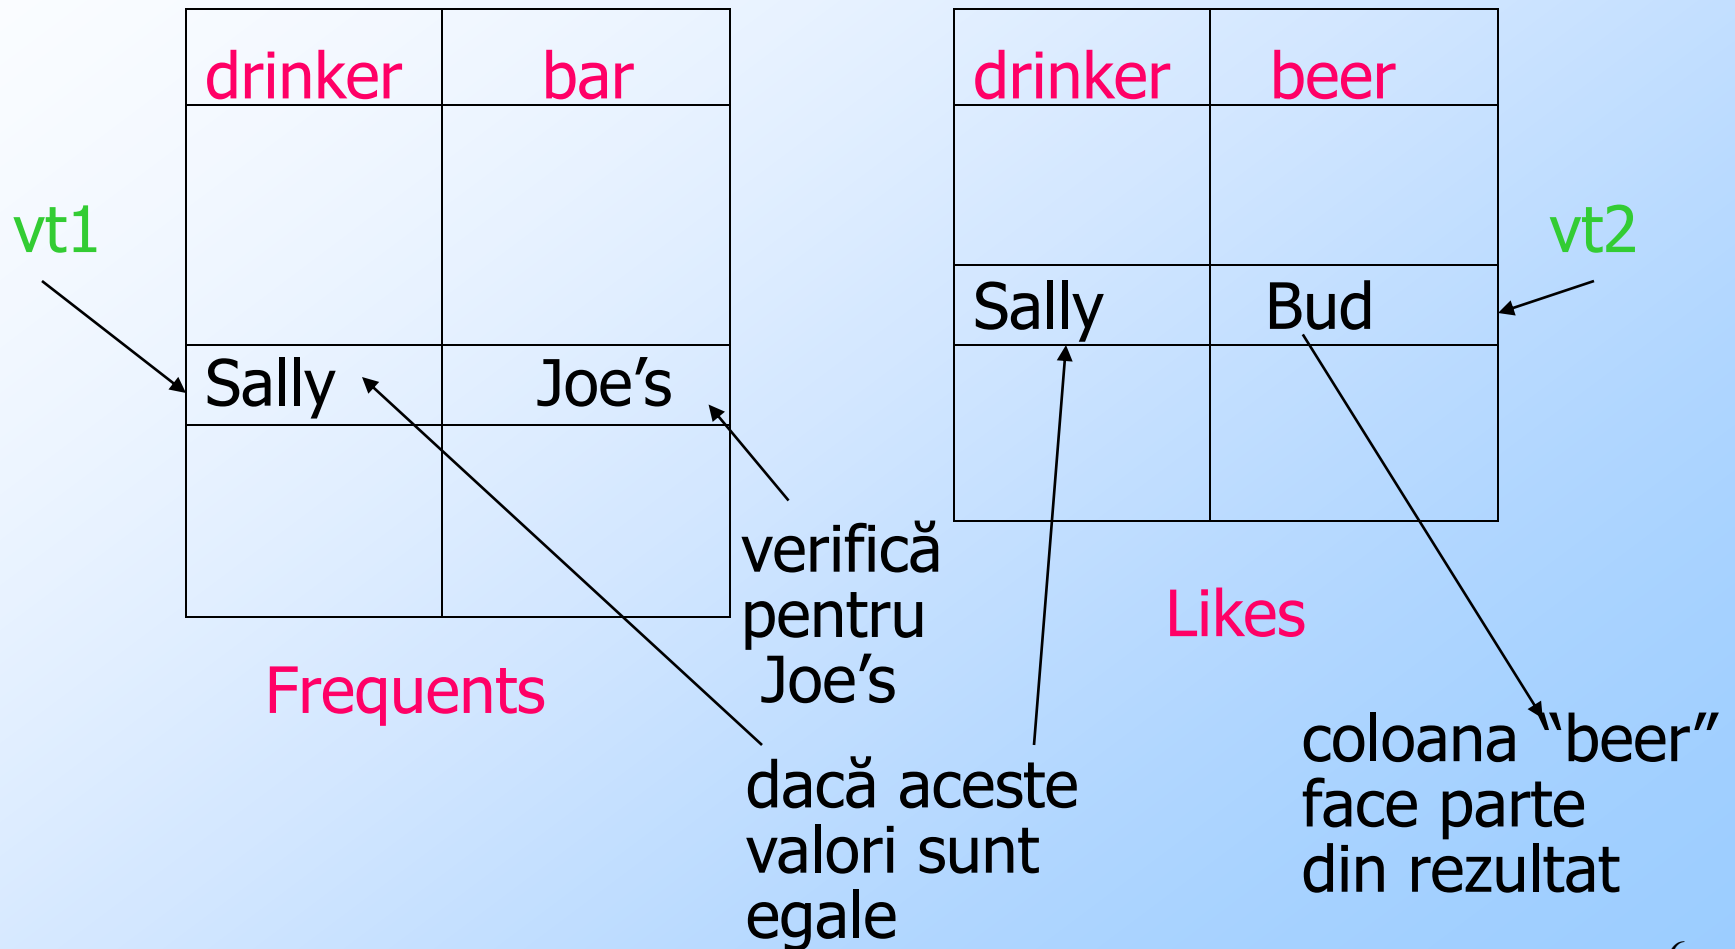 drinker bar
drinker beer
vt1
vt2
Sally Bud
Sally Joe's
verifică
pentru
Joe's
Likes
Frequents
coloana “beer”
face parte
din rezultat
dacă aceste
valori sunt
egale